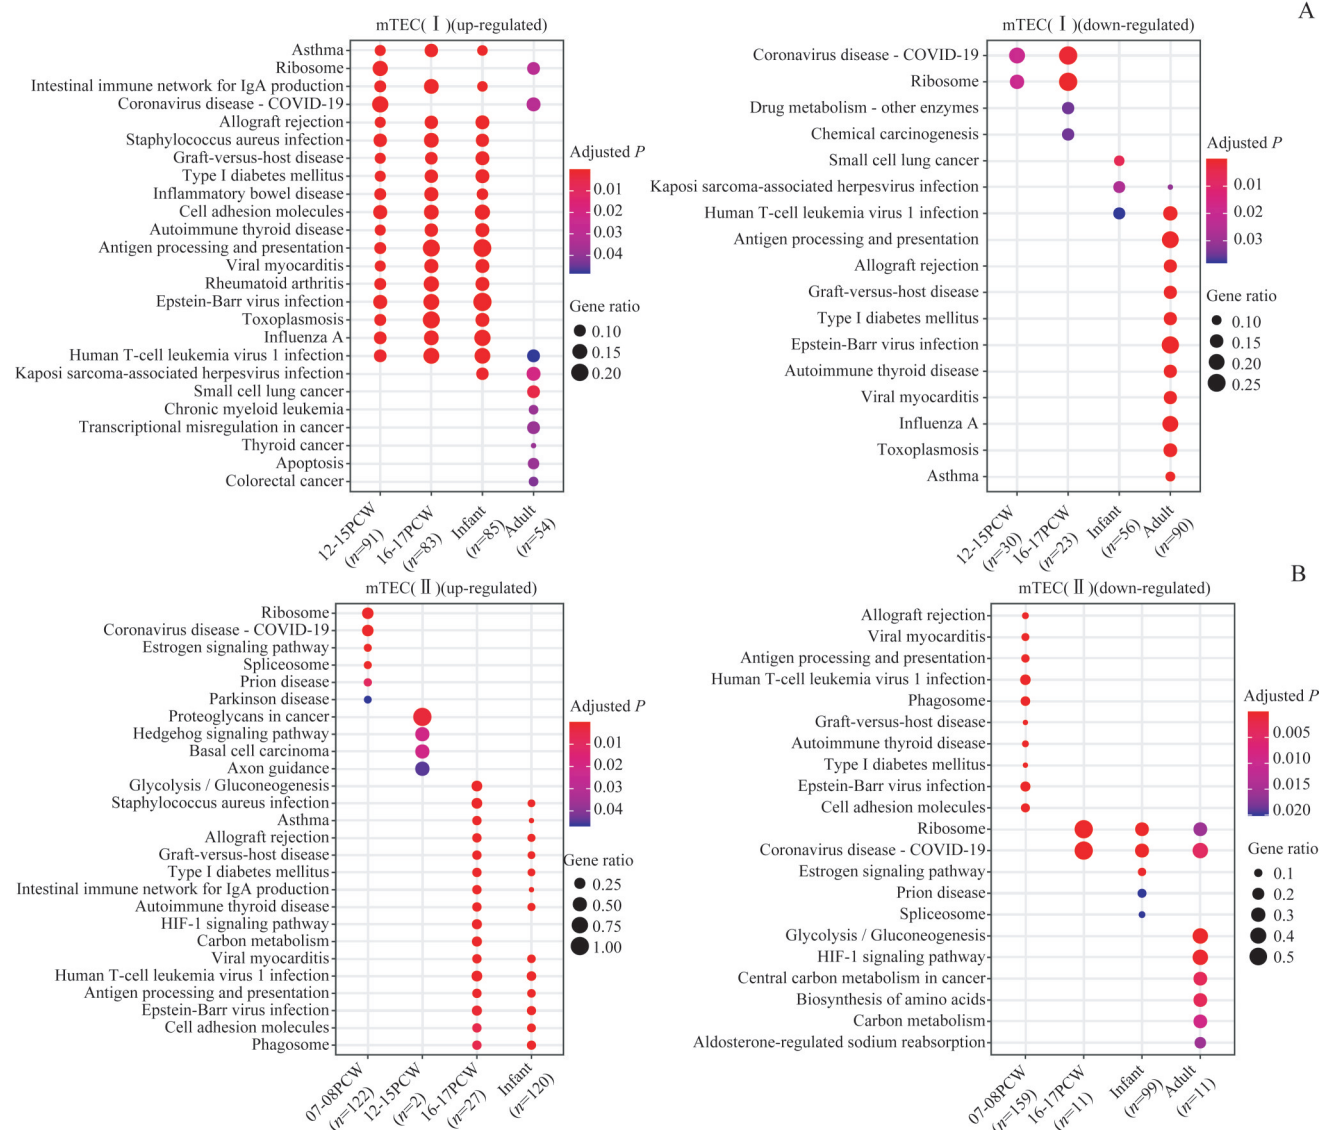 A
mTEC(Ⅰ)(up-regulated)
Asthma
Ribosome
Intestinal immune network for IgA production
Coronavirus disease - COVID-19
Allograft rejection
Staphylococcus aureus infection
Graft-versus-host disease
Type I diabetes mellitus
Inflammatory bowel disease
Cell adhesion molecules
Autoimmune thyroid disease
Antigen processing and presentation
Viral myocarditis
Rheumatoid arthritis
Epstein-Barr virus infection
Toxoplasmosis
Influenza A
Human T-cell leukemia virus 1 infection
Kaposi sarcoma-associated herpesvirus infection
Small cell lung cancer
Chronic myeloid leukemia
Transcriptional misregulation in cancer
Thyroid cancer
Apoptosis
Colorectal cancer
12-15PCW
(n=91)
16-17PCW
(n=83)
Infant
(n=85)
Adult
(n=54)
Adjusted P
0.01
0.02
0.03
0.04
Gene ratio
0.10
0.15
0.20
mTEC(Ⅰ)(down-regulated)
Coronavirus disease - COVID-19
Ribosome
Drug metabolism - other enzymes
Chemical carcinogenesis
Small cell lung cancer
Kaposi sarcoma-associated herpesvirus infection
Human T-cell leukemia virus 1 infection
Antigen processing and presentation
Allograft rejection
Graft-versus-host disease
Type I diabetes mellitus
Epstein-Barr virus infection
Autoimmune thyroid disease
Viral myocarditis
Influenza A
Toxoplasmosis
Asthma
12-15PCW
(n=30)
16-17PCW
(n=23)
Infant
(n=56)
Adult
(n=90)
Adjusted P
0.01
0.02
0.03
Gene ratio
0.10
0.15
0.20
0.25
B
mTEC(Ⅱ)(up-regulated)
Ribosome
Coronavirus disease - COVID-19
Estrogen signaling pathway
Spliceosome
Prion disease
Parkinson disease
Proteoglycans in cancer
Hedgehog signaling pathway
Basal cell carcinoma
Axon guidance
Glycolysis / Gluconeogenesis
Staphylococcus aureus infection
Asthma
Allograft rejection
Graft-versus-host disease
Type I diabetes mellitus
Intestinal immune network for IgA production
Autoimmune thyroid disease
HIF-1 signaling pathway
Carbon metabolism
Viral myocarditis
Human T-cell leukemia virus 1 infection
Antigen processing and presentation
Epstein-Barr virus infection
Cell adhesion molecules
Phagosome
07-08PCW
(n=122)
12-15PCW
(n=2)
16-17PCW
(n=27)
Infant
(n=120)
Adjusted P
0.01
0.02
0.03
0.04
Gene ratio
0.25
0.50
0.75
1.00
mTEC(Ⅱ)(down-regulated)
Allograft rejection
Viral myocarditis
Antigen processing and presentation
Human T-cell leukemia virus 1 infection
Phagosome
Graft-versus-host disease
Autoimmune thyroid disease
Type I diabetes mellitus
Epstein-Barr virus infection
Cell adhesion molecules
Ribosome
Coronavirus disease - COVID-19
Estrogen signaling pathway
Prion disease
Spliceosome
Glycolysis / Gluconeogenesis
HIF-1 signaling pathway
Central carbon metabolism in cancer
Biosynthesis of amino acids
Carbon metabolism
Aldosterone-regulated sodium reabsorption
07-08PCW
(n=159)
16-17PCW
(n=11)
Infant
(n=99)
Adult
(n=11)
Adjusted P
0.005
0.010
0.015
0.020
Gene ratio
0.1
0.2
0.3
0.4
0.5